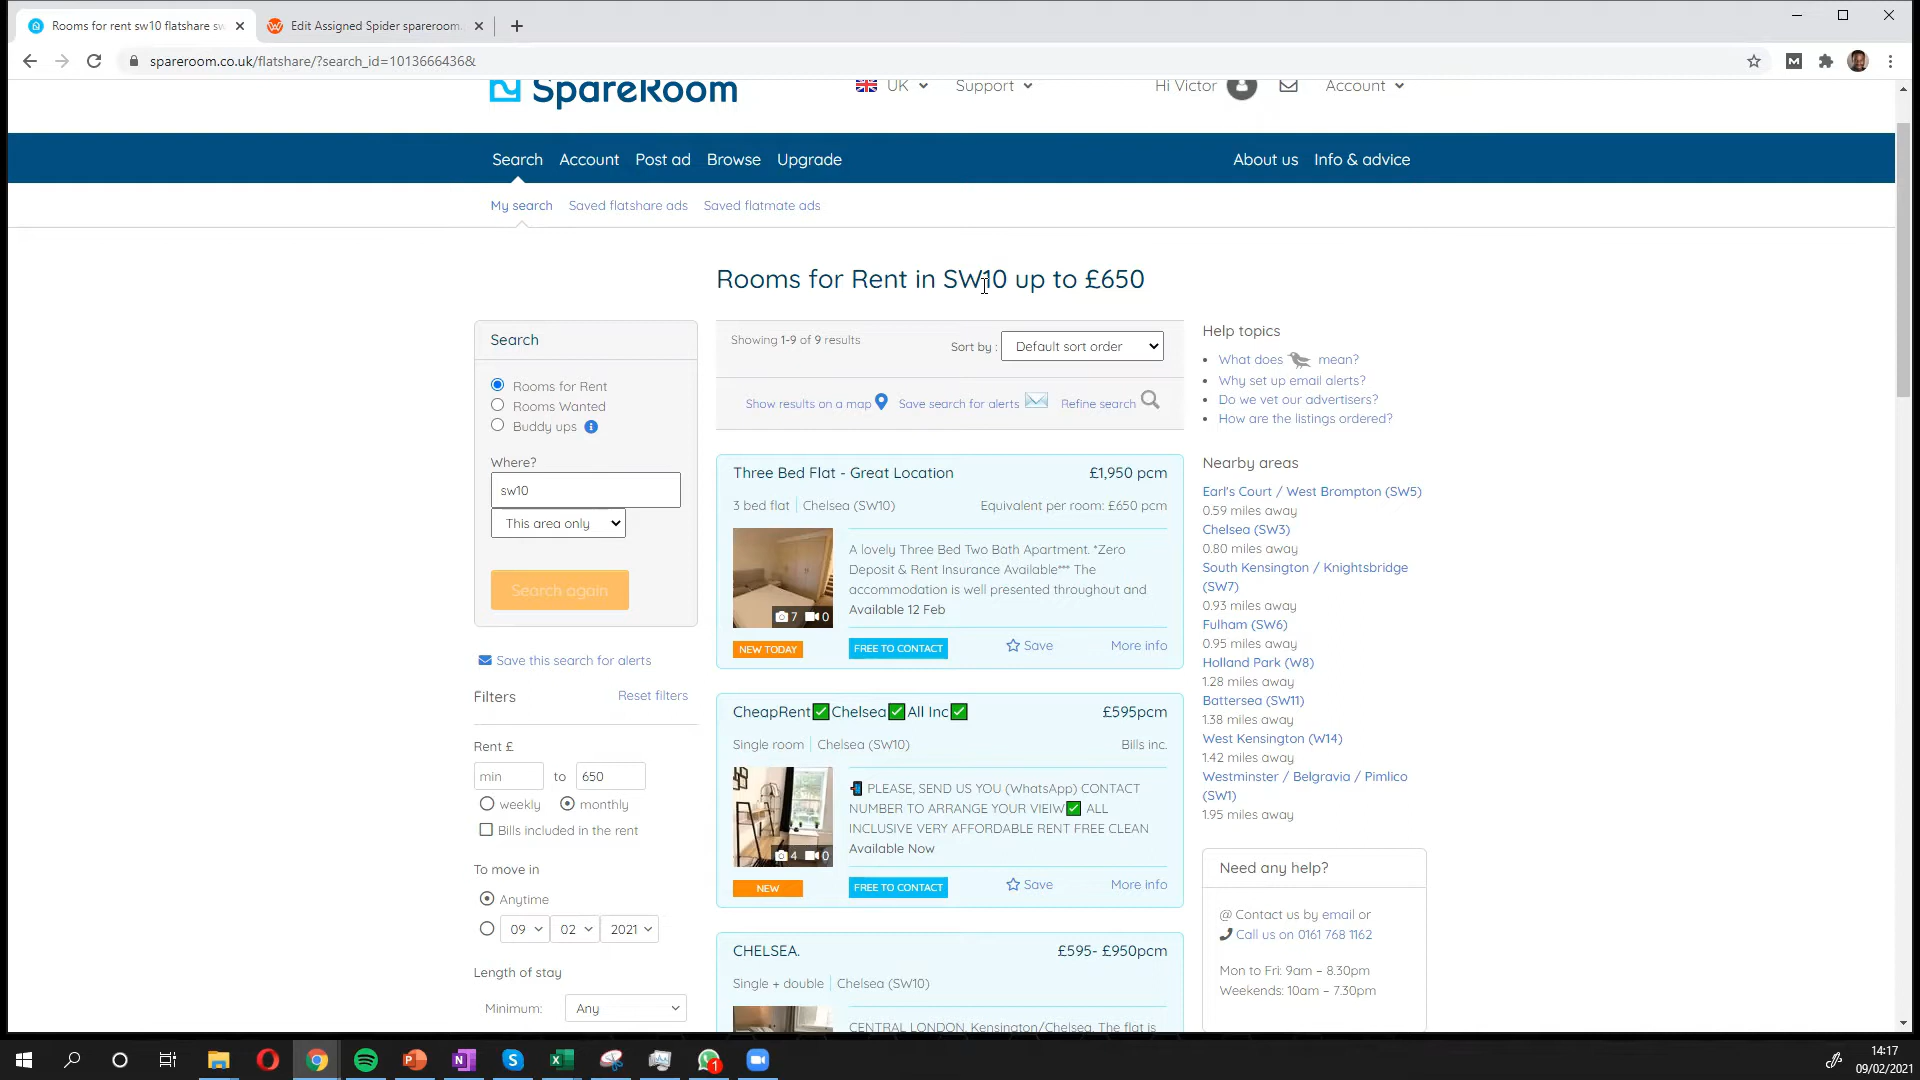 Rooms for rent sw10 flatshare sw
Edit Assigned Spider spareroom.
spareroom.co.uk/flatshare/?search_id=1013666436&
SpareRoom
UK
Support
Hi Victor
Account
Search Account Post ad Browse Upgrade
About us Info & advice
My search Saved flatshare ads Saved flatmate ads
Rooms for Rent in SW10 up to £650
Search
Rooms for Rent
Rooms Wanted
Buddy ups
Where?
sw10
This area only
Search again
Save this search for alerts
Filters Reset filters
Rent £
min to 650
weekly monthly
Bills included in the rent
To move in
Anytime
09 02 2021
Length of stay
Minimum: Any
Showing 1-9 of 9 results
Sort by : Default sort order
Show results on a map Save search for alerts Refine search
Three Bed Flat - Great Location £1,950 pcm
3 bed flat Chelsea (SW10) Equivalent per room: £650 pcm
A lovely Three Bed Two Bath Apartment. *Zero
Deposit & Rent Insurance Available*** The
accommodation is well presented throughout and
Available 12 Feb
7 0
NEW TODAY FREE TO CONTACT Save More info
CheapRent✅Chelsea✅All Inc✅ £595pcm
Single room Chelsea (SW10) Bills inc.
📲 PLEASE, SEND US YOU (WhatsApp) CONTACT
NUMBER TO ARRANGE YOUR VIEIW✅ ALL
INCLUSIVE VERY AFFORDABLE RENT FREE CLEAN
Available Now
4 0
NEW FREE TO CONTACT Save More info
CHELSEA. £595- £950pcm
Single + double Chelsea (SW10)
CENTRAL LONDON, Kensington/Chelsea. The flat is
Help topics
What does mean?
Why set up email alerts?
Do we vet our advertisers?
How are the listings ordered?
Nearby areas
Earl's Court / West Brompton (SW5)
0.59 miles away
Chelsea (SW3)
0.80 miles away
South Kensington / Knightsbridge
(SW7)
0.93 miles away
Fulham (SW6)
0.95 miles away
Holland Park (W8)
1.28 miles away
Battersea (SW11)
1.38 miles away
West Kensington (W14)
1.42 miles away
Westminster / Belgravia / Pimlico
(SW1)
1.95 miles away
Need any help?
@ Contact us by email or
Call us on 0161 768 1162
Mon to Fri: 9am – 8.30pm
Weekends: 10am – 7.30pm
14:17
09/02/2021